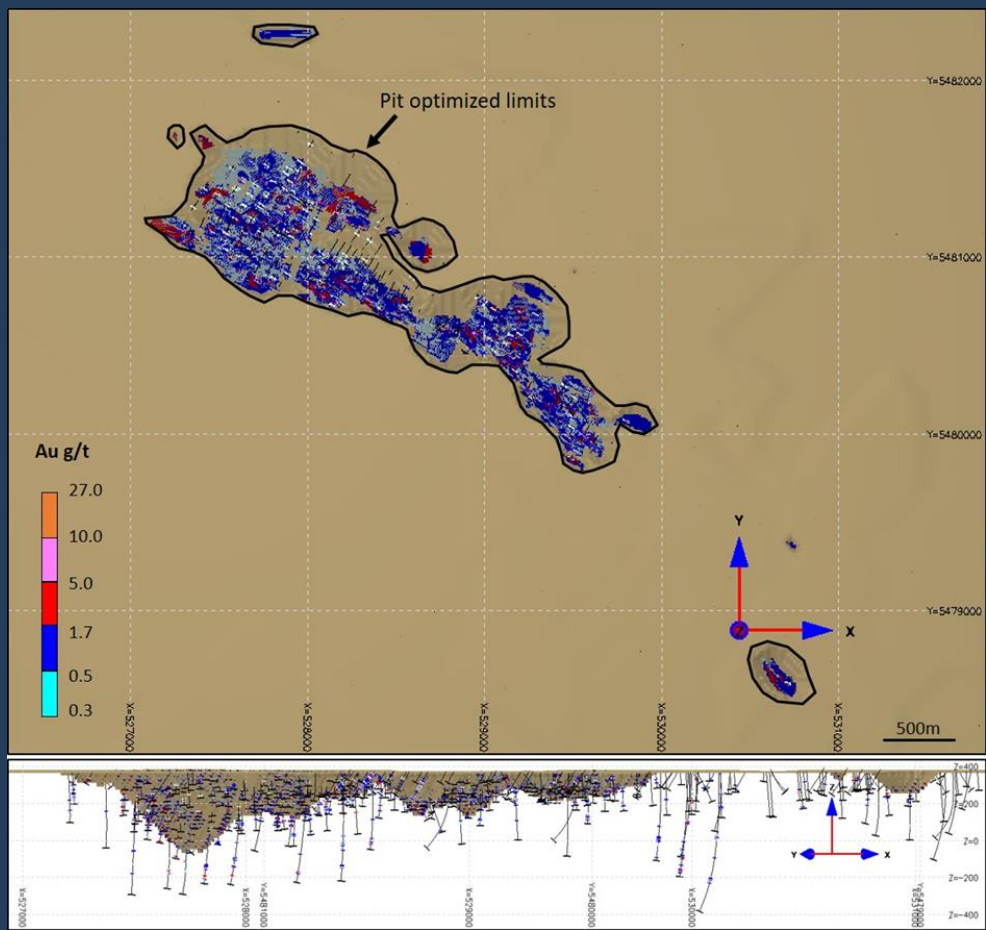 Y=5482000
Pit optimized limits
Y=5481000
Y=5480000
Au g/t
27.0
10.0
5.0
1.7
0.5
0.3
Y
Y=5479000
Z
X
X=527000
X=528000
X=529000
X=530000
X=531000
500m
Z=400
Z=200
Z=0
Z=-200
Z=-400
Y
X
X=527000
X=528000
Y=5481000
X=529000
Y=5480000
X=530000